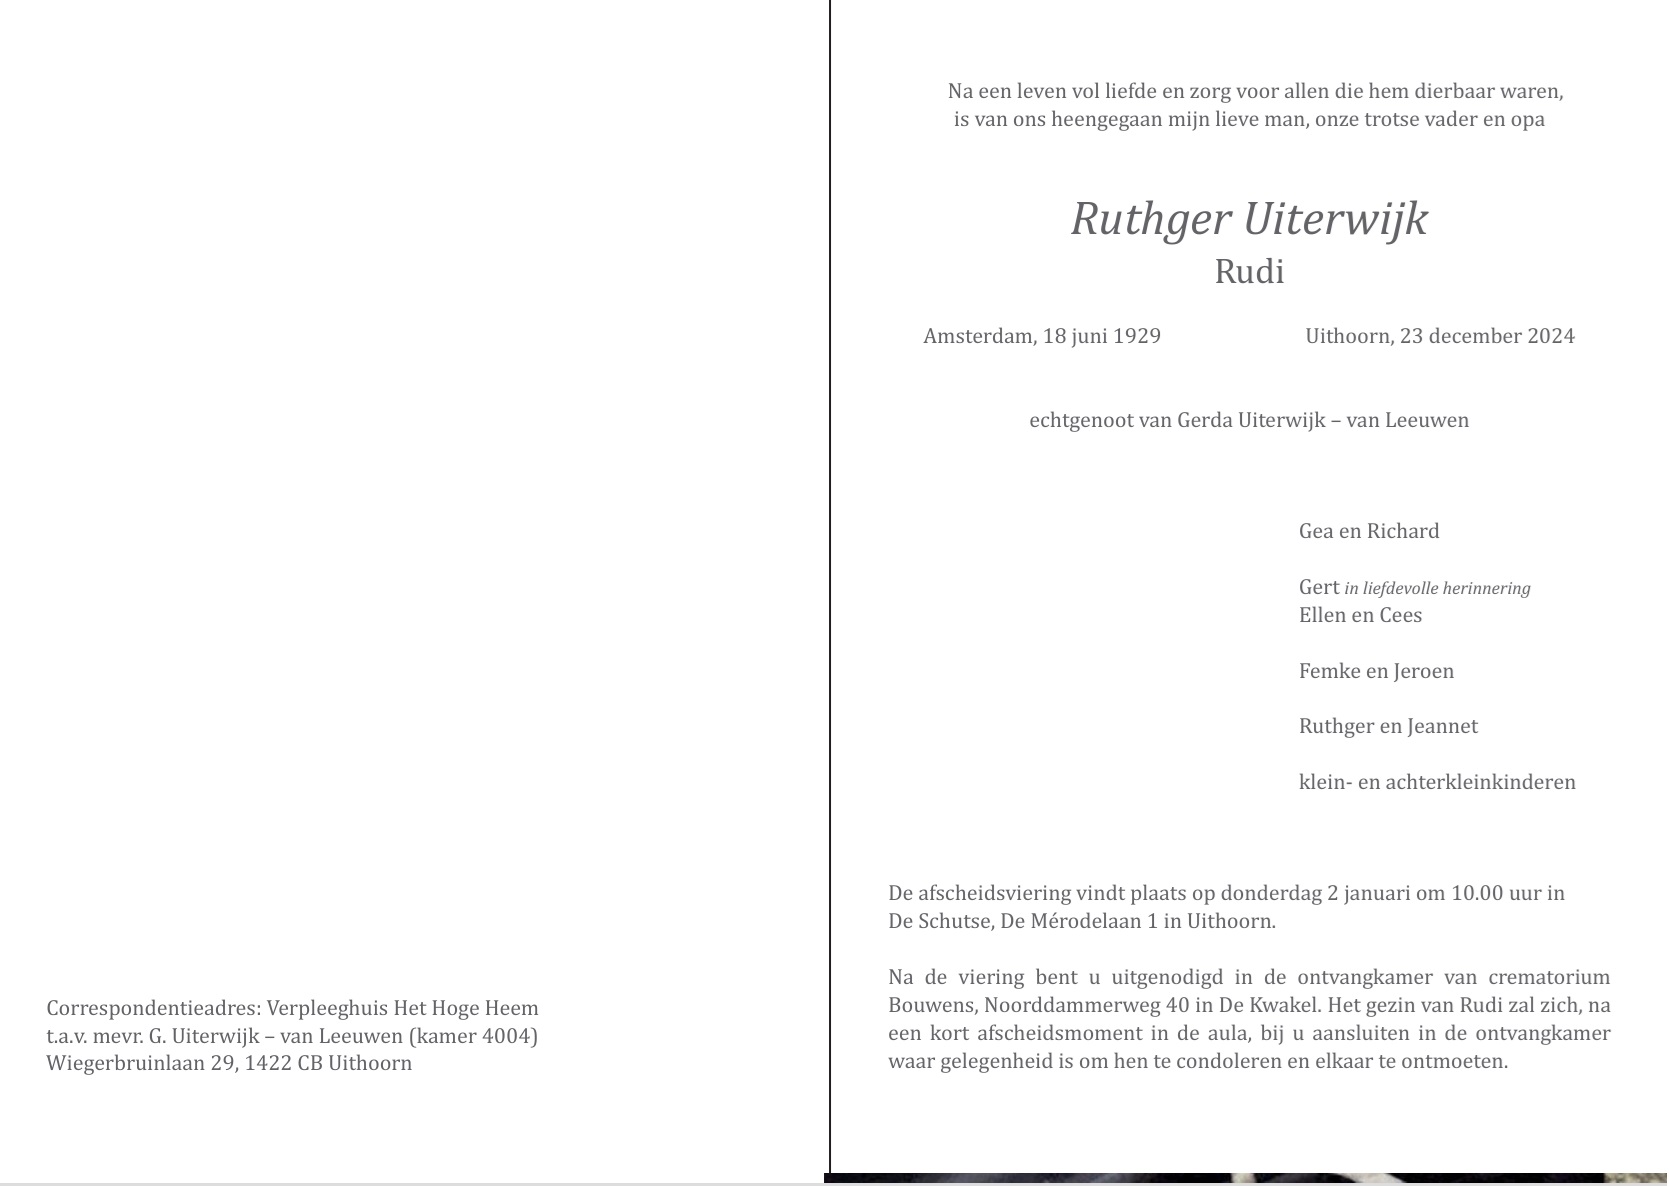 Correspondentieadres: Verpleeghuis Het Hoge Heem
t.a.v. mevr. G. Uiterwijk – van Leeuwen (kamer 4004)
Wiegerbruinlaan 29, 1422 CB Uithoorn
Na een leven vol liefde en zorg voor allen die hem dierbaar waren,
is van ons heengegaan mijn lieve man, onze trotse vader en opa
Ruthger Uiterwijk
Rudi
Amsterdam, 18 juni 1929 Uithoorn, 23 december 2024
echtgenoot van Gerda Uiterwijk – van Leeuwen
Gea en Richard
Gert in liefdevolle herinnering
Ellen en Cees
Femke en Jeroen
Ruthger en Jeannet
klein- en achterkleinkinderen
De afscheidsviering vindt plaats op donderdag 2 januari om 10.00 uur in
De Schutse, De Mérodelaan 1 in Uithoorn.
Na de viering bent u uitgenodigd in de ontvangkamer van crematorium
Bouwens, Noorddammerweg 40 in De Kwakel. Het gezin van Rudi zal zich, na
een kort afscheidsmoment in de aula, bij u aansluiten in de ontvangkamer
waar gelegenheid is om hen te condoleren en elkaar te ontmoeten.